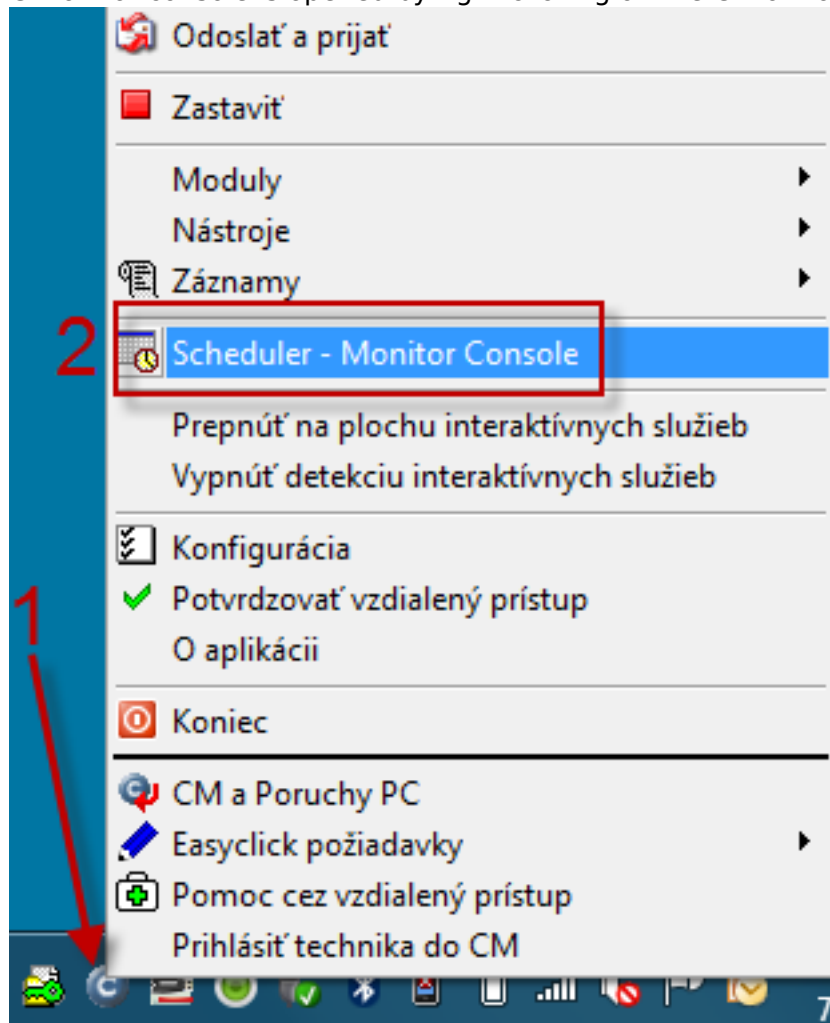 Odoslať a prijať
Zastaviť
Moduly
Nástroje
Záznamy
2
Scheduler - Monitor Console
Prepnúť na plochu interaktívnych služieb
Vypnúť detekciu interaktívnych služieb
Konfigurácia
1
Potvrdzovať vzdialený prístup
O aplikácii
Koniec
CM a Poruchy PC
Easyclick požiadavky
Pomoc cez vzdialený prístup
Prihlásiť technika do CM
7